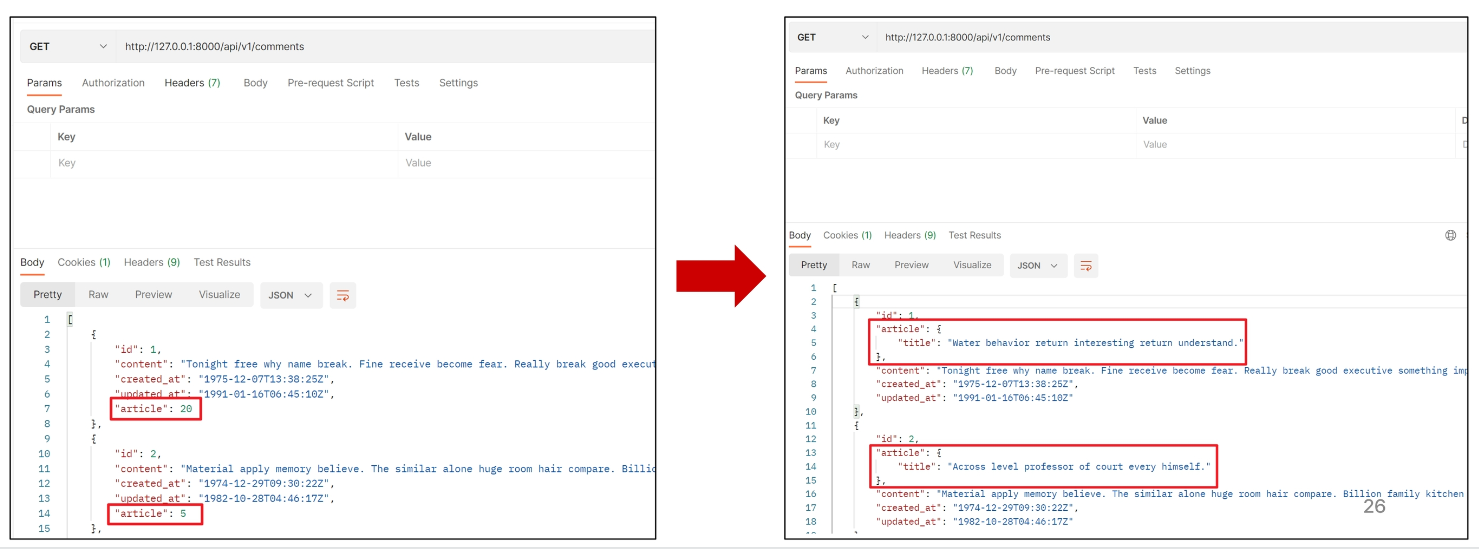 GET http://127.0.0.1:8000/api/v1/comments
Params Authorization Headers (7) Body Pre-request Script Tests Settings
Query Params
Key Value
Key Value
Body Cookies (1) Headers (9) Test Results
Pretty Raw Preview Visualize JSON
1 [
2 {
3 "id": 1,
4 "content": "Tonight free why name break. Fine receive become fear. Really break good execut
5 "created_at": "1975-12-07T13:38:25Z",
6 "updated_at": "1991-01-16T06:45:10Z",
7 "article": 20
8 },
9 {
10 "id": 2,
11 "content": "Material apply memory believe. The similar alone huge room hair compare. Billio
12 "created_at": "1974-12-29T09:30:22Z",
13 "updated_at": "1982-10-28T04:46:17Z",
14 "article": 5
15 },
GET http://127.0.0.1:8000/api/v1/comments
Params Authorization Headers (7) Body Pre-request Script Tests Settings
Query Params
Key Value D
Key Value D
Body Cookies (1) Headers (9) Test Results
Pretty Raw Preview Visualize JSON
1 [
2 {
3 "id": 1,
4 "article": {
5 "title": "Water behavior return interesting return understand."
6 },
7 "content": "Tonight free why name break. Fine receive become fear. Really break good executive something imp
8 "created_at": "1975-12-07T13:38:25Z",
9 "updated_at": "1991-01-16T06:45:10Z"
10 },
11 {
12 "id": 2,
13 "article": {
14 "title": "Across level professor of court every himself."
15 },
16 "content": "Material apply memory believe. The similar alone huge room hair compare. Billion family kitchen
17 "created_at": "1974-12-29T09:30:22Z",
18 "updated_at": "1982-10-28T04:46:17Z"
26